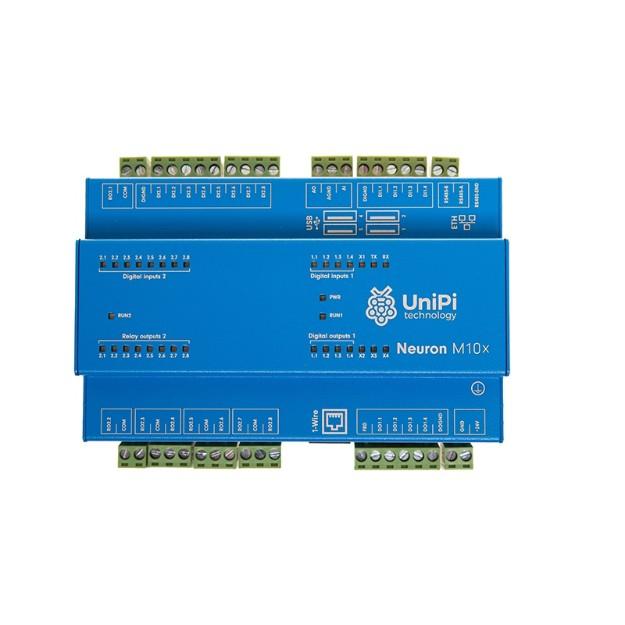 RO2.1 COM DIGND DI2.1 DI2.2 DI2.3 DI2.4 DI2.5 DI2.6 DI2.7 DI2.8 AO AGND AI DIGND DI1.1 DI1.2 DI1.3 DI1.4 RS485-B RS485-A RS485GND
USB 4 2 ETH
1
2.1 2.2 2.3 2.4 2.5 2.6 2.7 2.8 1.1 1.2 1.3 1.4 X1 TX RX
Digital inputs 2 Digital inputs 1
PWR
RUN2 RUN1
UniPi
technology
Relay outputs 2 Digital outputs 1
2.1 2.2 2.3 2.4 2.5 2.6 2.7 2.8 1.1 1.2 1.3 1.4 X2 X3 X4
Neuron M10x
RO2.2 COM RO2.3 COM RO2.4 RO2.5 COM RO2.6 RO2.7 COM RO2.8 1-Wire DO1.1 DO1.2 DO1.3 DO1.4 DOGND GND